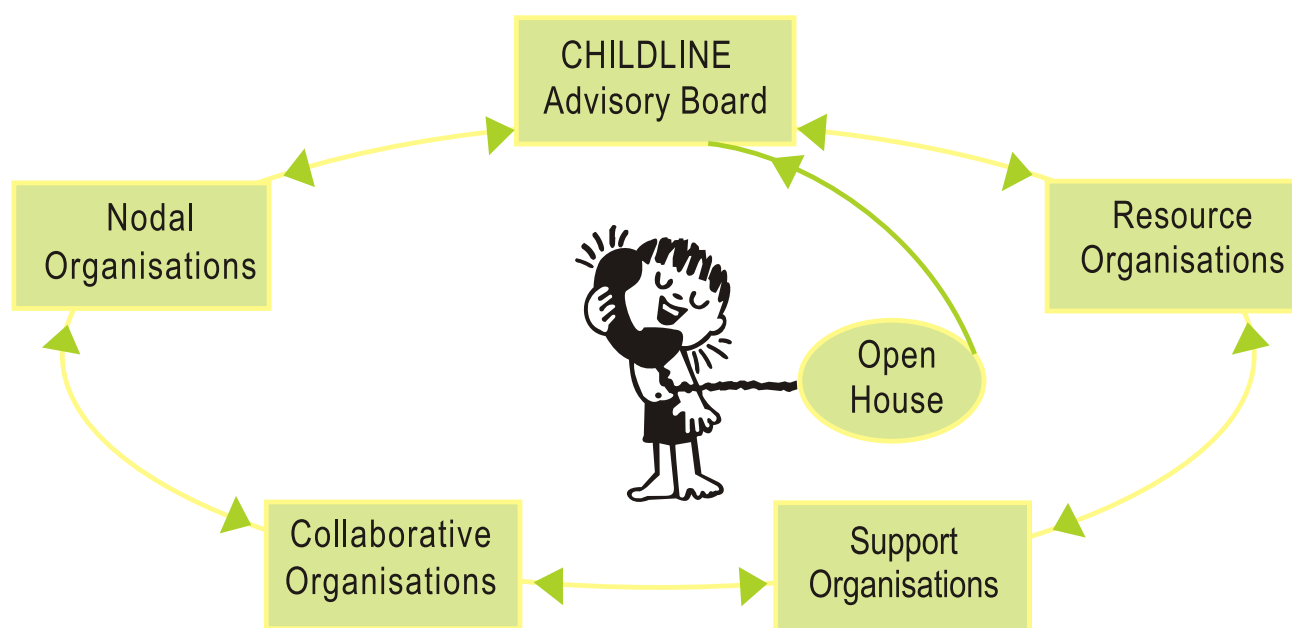 CHILDLINE
Advisory Board
Nodal
Organisations
Resource
Organisations
Open
House
Collaborative
Organisations
Support
Organisations